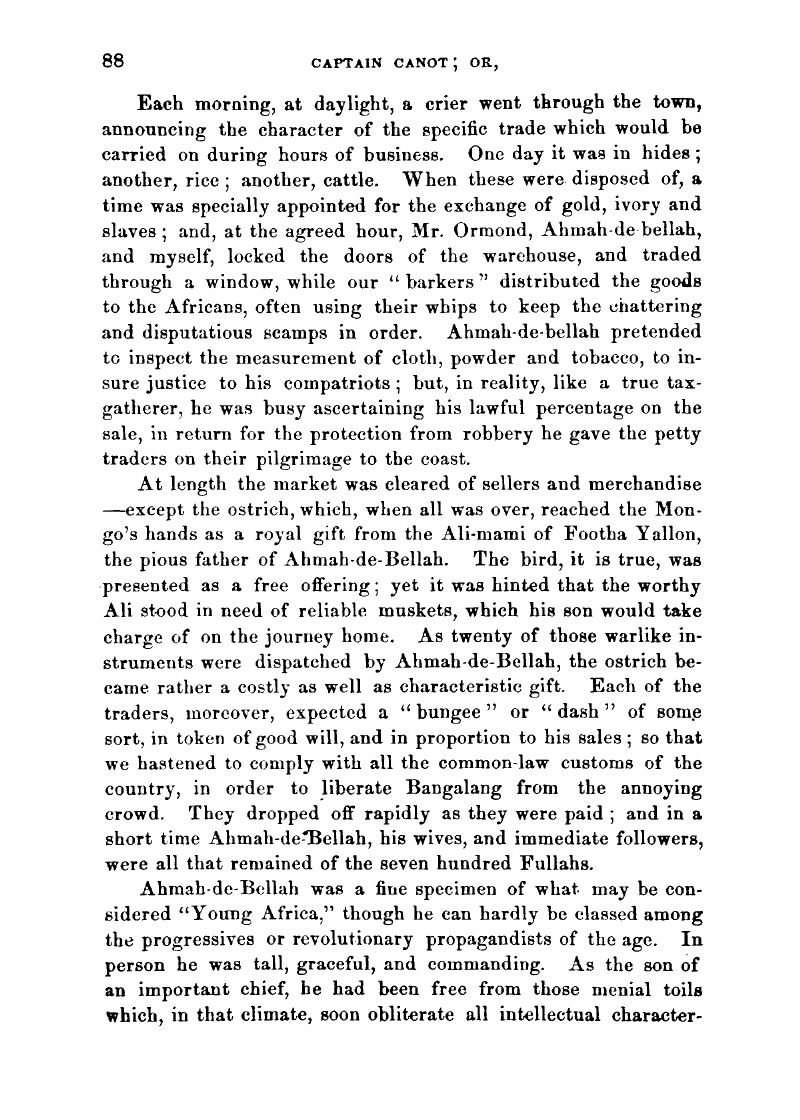 88 CAPTAIN CANOT; OR,
Each morning, at daylight, a crier went through the town,
announcing the character of the specific trade which would be
carried on during hours of business. One day it was in hides;
another, rice; another, cattle. When these were disposed of, a
time was specially appointed for the exchange of gold, ivory and
slaves; and, at the agreed hour, Mr. Ormond, Ahmah-de-bellah,
and myself, locked the doors of the warehouse, and traded
through a window, while our "barkers" distributed the goods
to the Africans, often using their whips to keep the chattering
and disputatious scamps in order. Ahmah-de-bellah pretended
to inspect the measurement of cloth, powder and tobacco, to in-
sure justice to his compatriots; but, in reality, like a true tax-
gatherer, he was busy ascertaining his lawful percentage on the
sale, in return for the protection from robbery he gave the petty
traders on their pilgrimage to the coast.
At length the market was cleared of sellers and merchandise
—except the ostrich, which, when all was over, reached the Mon-
go's hands as a royal gift from the Ali-mami of Footha Yallon,
the pious father of Ahmah-de-Bellah. The bird, it is true, was
presented as a free offering; yet it was hinted that the worthy
Ali stood in need of reliable muskets, which his son would take
charge of on the journey home. As twenty of those warlike in-
struments were dispatched by Ahmah-de-Bellah, the ostrich be-
came rather a costly as well as characteristic gift. Each of the
traders, moreover, expected a "bungee" or "dash" of some
sort, in token of good will, and in proportion to his sales; so that
we hastened to comply with all the common-law customs of the
country, in order to liberate Bangalang from the annoying
crowd. They dropped off rapidly as they were paid; and in a
short time Ahmah-de-Bellah, his wives, and immediate followers,
were all that remained of the seven hundred Fullahs.
Ahmah-de-Bellah was a fine specimen of what may be con-
sidered "Young Africa," though he can hardly be classed among
the progressives or revolutionary propagandists of the age. In
person he was tall, graceful, and commanding. As the son of
an important chief, he had been free from those menial toils
which, in that climate, soon obliterate all intellectual character-